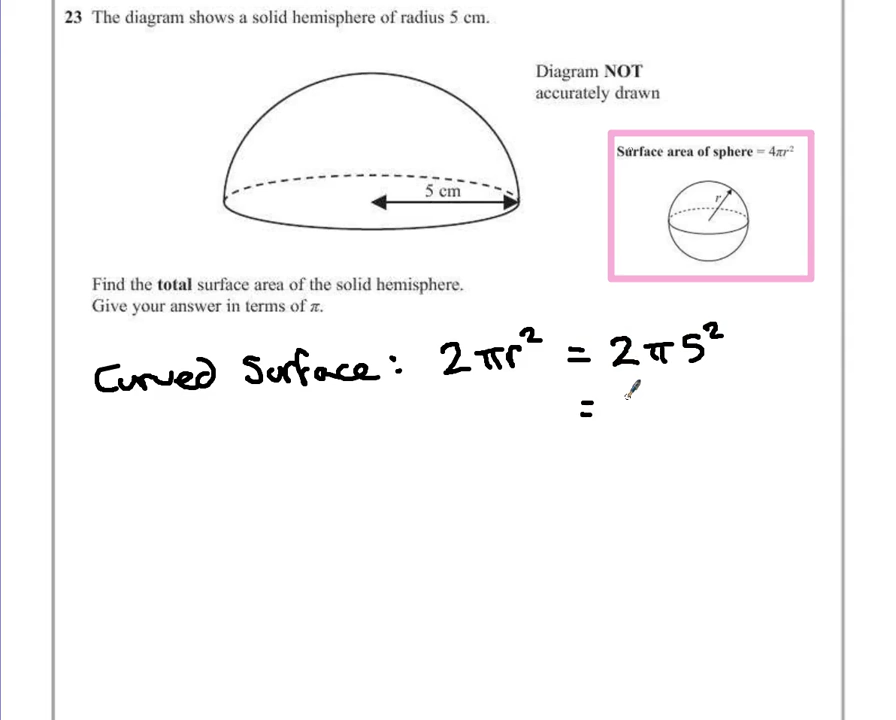 23 The diagram shows a solid hemisphere of radius 5 cm.
Diagram NOT
accurately drawn
Surface area of sphere = 4πr²
r
5 cm
Find the total surface area of the solid hemisphere.
Give your answer in terms of π.
Curved Surface: 2πr² = 2π5²
=